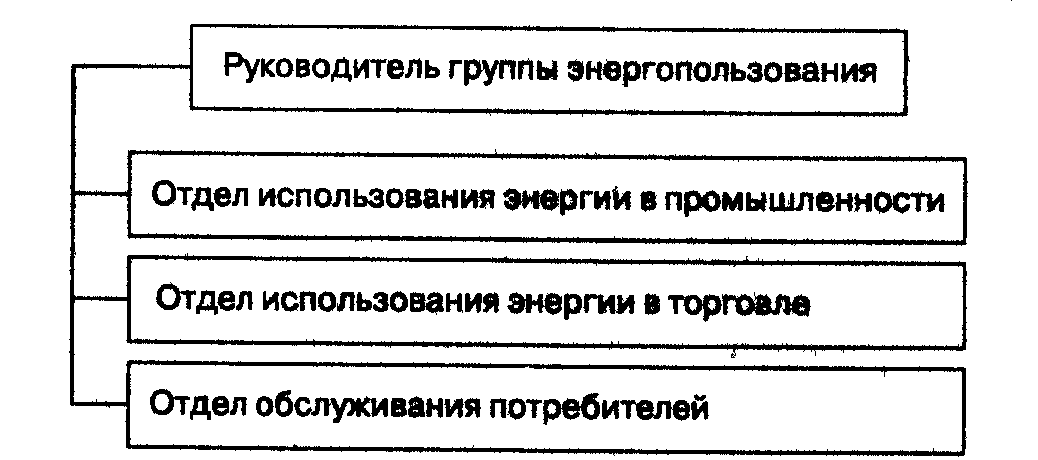 Руководитель группы энергопользования
Отдел использования энергии в промышленности
Отдел использования энергии в торговле
Отдел обслуживания потребителей